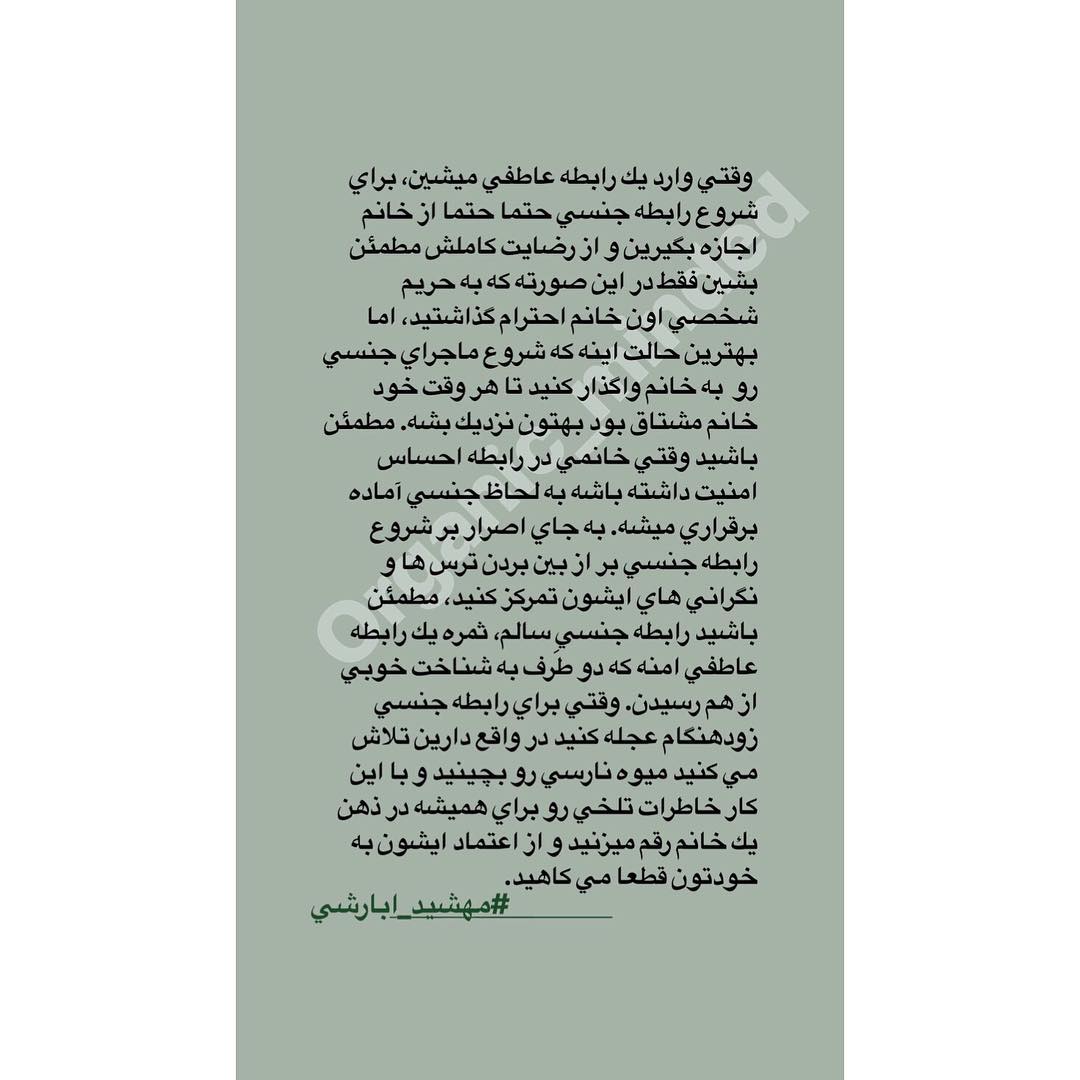 وقتي وارد يك رابطه عاطفي ميشين، براي
شروع رابطه جنسي حتما حتما از خانم
اجازه بگيرين و از رضايت كاملش مطمئن
بشين فقط در اين صورته كه به حريم
شخصي اون خانم احترام گذاشتيد، اما
بهترين حالت اينه كه شروع ماجراي جنسي
رو به خانم واگذار كنيد تا هر وقت خود
خانم مشتاق بود بهتون نزديك بشه. مطمئن
باشيد وقتي خانمي در رابطه احساس
امنيت داشته باشه به لحاظ جنسي آماده
برقراري ميشه. به جاي اصرار بر شروع
رابطه جنسي بر از بين بردن ترس ها و
نگراني هاي ايشون تمركز كنيد، مطمئن
باشيد رابطه جنسي سالم، ثمره يك رابطه
عاطفي امنه كه دو طَرف به شناخت خوبي
از هم رسيدن. وقتي براي رابطه جنسي
زودهنگام عجله كنيد در واقع دارين تلاش
مي كنيد ميوه نارسي رو بچينيد و با اين
كار خاطرات تلخي رو براي هميشه در ذهن
يك خانم رقم ميزنيد و از اعتماد ايشون به
خودتون قطعا مي كاهيد.
#مهشيد_ابارشي
Organic_minded